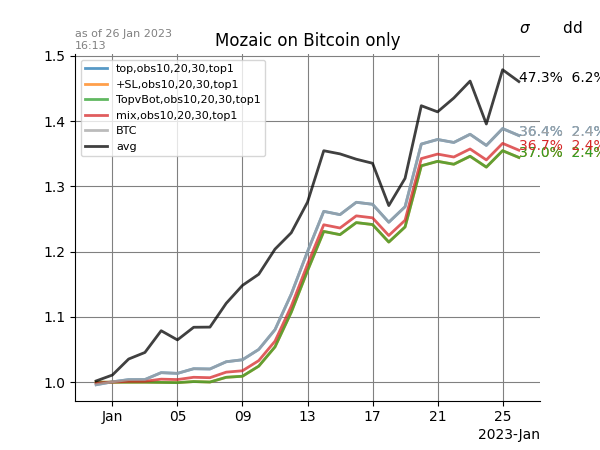 as of 26 Jan 2023
16:13
Mozaic on Bitcoin only
σ dd
1.5
1.4
1.3
1.2
1.1
1.0
top,obs10,20,30,top1
+SL,obs10,20,30,top1
TopvBot,obs10,20,30,top1
mix,obs10,20,30,top1
BTC
avg
47.3% 6.2%
36.4% 2.4%
36.7% 2.4%
37.0% 2.4%
Jan 05 09 13 17 21 25
2023-Jan